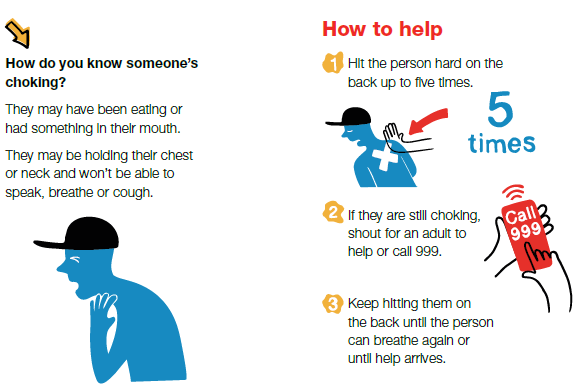 How do you know someone's
choking?
They may have been eating or
had something in their mouth.
They may be holding their chest
or neck and won't be able to
speak, breathe or cough.
How to help
1 Hit the person hard on the
back up to five times.
5
times
2 If they are still choking,
shout for an adult to
help or call 999.
Call
999
3 Keep hitting them on
the back until the person
can breathe again or
until help arrives.